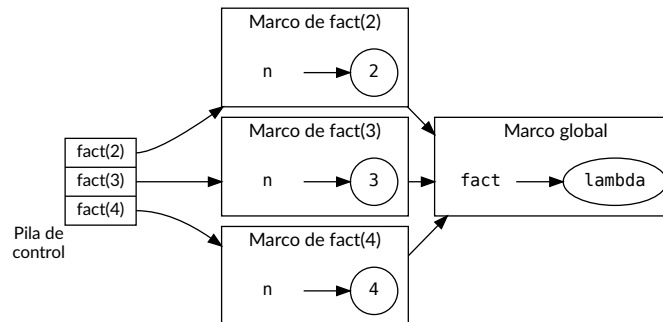 Marco de fact(2)
n 2
Marco de fact(3)
n 3
Marco de fact(4)
n 4
Marco global
fact lambda
fact(2)
fact(3)
fact(4)
Pila de
control